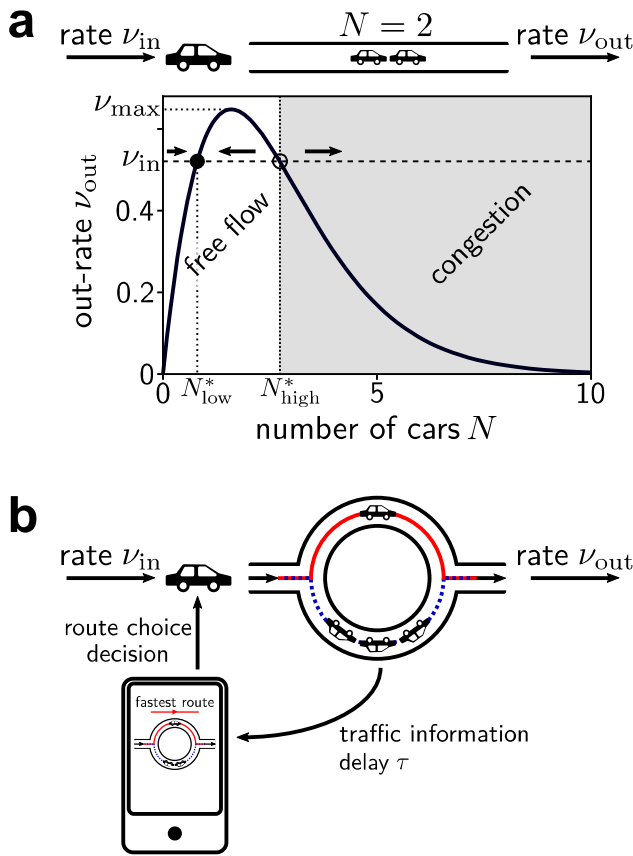 a
rate ν_in
N = 2
rate ν_out
ν_max
ν_in
0.4
0.2
0
out-rate ν_out
free flow
congestion
0
N*_low
N*_high
5
10
number of cars N
b
rate ν_in
rate ν_out
route choice
decision
fastest route
traffic information
delay τ